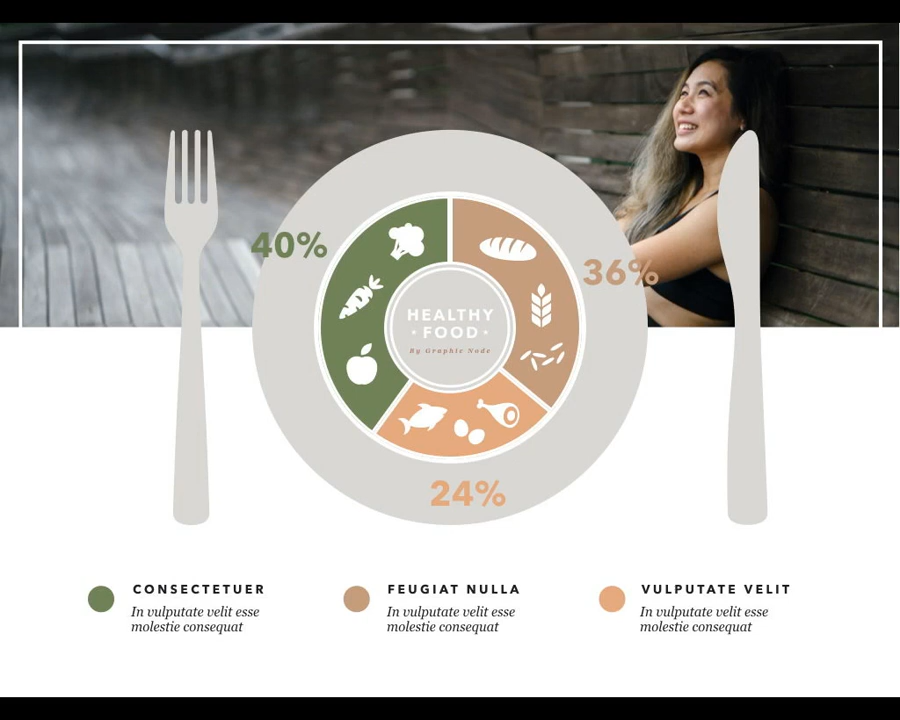 40%
36%
HEALTHY
• FOOD •
By Graphic Node
24%
CONSECTETUER
In vulputate velit esse
molestie consequat
FEUGIAT NULLA
In vulputate velit esse
molestie consequat
VULPUTATE VELIT
In vulputate velit esse
molestie consequat